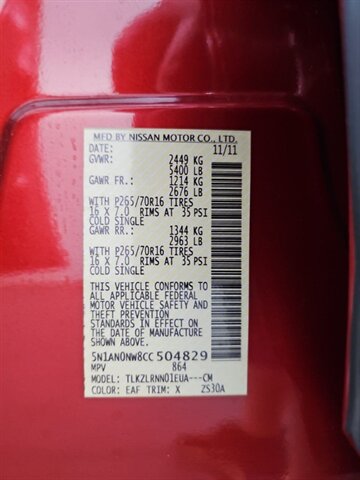 MFD BY NISSAN MOTOR CO., LTD.
DATE: 11/11
GVWR: 2449 KG
5400 LB
GAWR FR.: 1214 KG
2676 LB
WITH P265/70R16 TIRES
16 X 7.0 RIMS AT 35 PSI
COLD SINGLE
GAWR RR.: 1344 KG
2963 LB
WITH P265/70R16 TIRES
16 X 7.0 RIMS AT 35 PSI
COLD SINGLE
THIS VEHICLE CONFORMS TO
ALL APPLICABLE FEDERAL
MOTOR VEHICLE SAFETY AND
THEFT PREVENTION
STANDARDS IN EFFECT ON
THE DATE OF MANUFACTURE
SHOWN ABOVE
5N1AN0NW8CC504829
MPV 864
MODEL: TLKZLRNN01EUA---CM
COLOR: EAF TRIM: X ZS30A